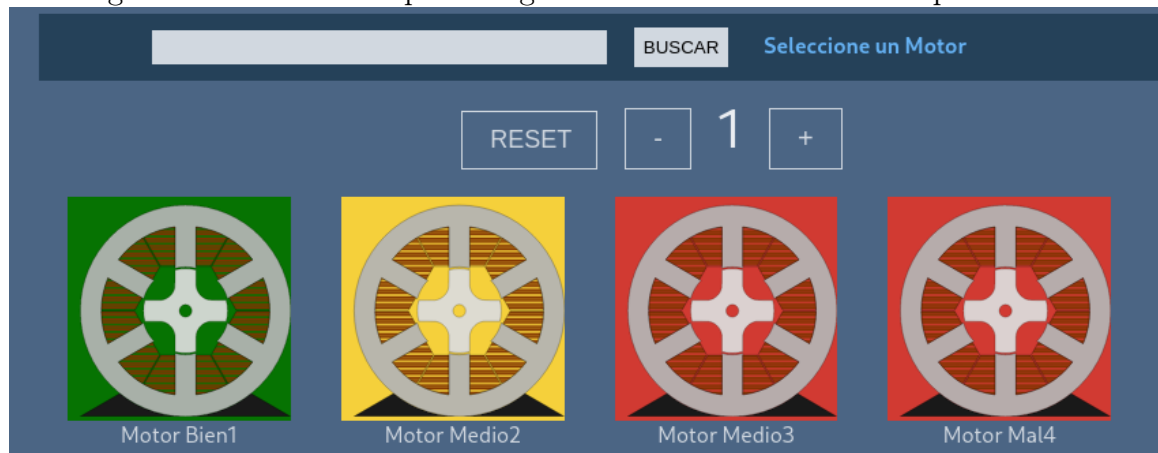 BUSCAR Seleccione un Motor
RESET - 1 +
Motor Bien1 Motor Medio2 Motor Medio3 Motor Mal4